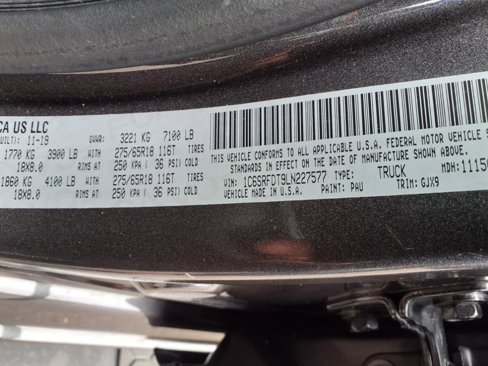 CA US LLC
UILT): 11-19 GVWR: 3221 KG 7100 LB
1770 KG 3900 LB WITH 275/65R18 116T TIRES
18X8.0 RIMS AT 250 KPA ( 36 PSI) COLD
1860 KG 4100 LB WITH 275/65R18 116T TIRES
18X8.0 RIMS AT 250 KPA ( 36 PSI) COLD
THIS VEHICLE CONFORMS TO ALL APPLICABLE U.S.A. FEDERAL MOTOR VEHICLE S
STANDARDS IN EFFECT ON THE DATE OF MANUFACTURE SHOWN ABOVE.
VIN: 1C6SRFDT9LN227577 TYPE: TRUCK MDH: 1115
VEHICLE MADE IN U.S.A. PAINT: PAU TRIM: GJX9